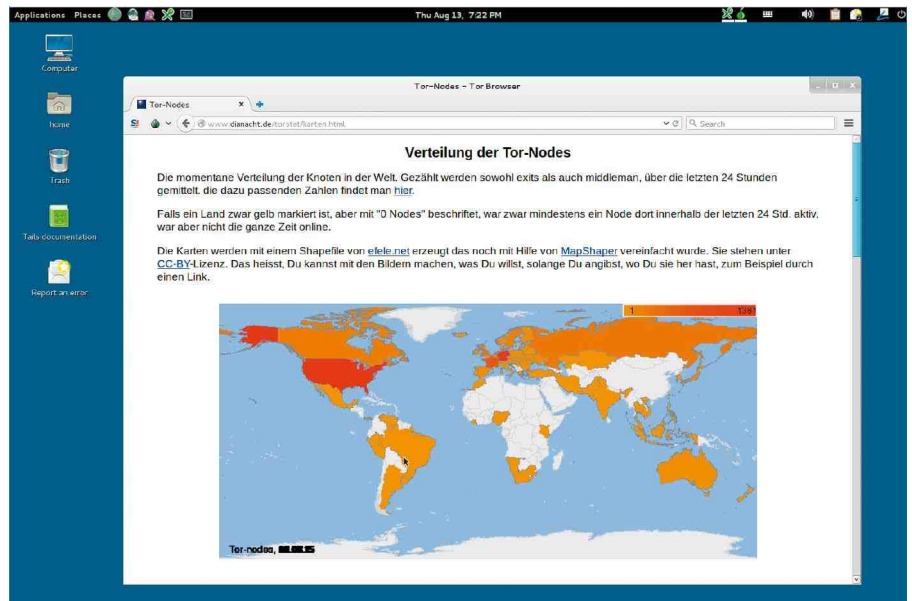 Applications Places Thu Aug 13, 7:22 PM
Computer
home
Trash
Tails documentation
Report an error
Tor-Nodes - Tor Browser
Tor-Nodes
www.dianacht.de/torstat/karten.html
Search
Verteilung der Tor-Nodes
Die momentane Verteilung der Knoten in der Welt. Gezählt werden sowohl exits als auch middleman, über die letzten 24 Stunden
gemittelt. die dazu passenden Zahlen findet man hier.
Falls ein Land zwar gelb markiert ist, aber mit "0 Nodes" beschriftet, war zwar mindestens ein Node dort innerhalb der letzten 24 Std. aktiv,
war aber nicht die ganze Zeit online.
Die Karten werden mit einem Shapefile von efele.net erzeugt das noch mit Hilfe von MapShaper vereinfacht wurde. Sie stehen unter
CC-BY-Lizenz. Das heisst, Du kannst mit den Bildern machen, was Du willst, solange Du angibst, wo Du sie her hast, zum Beispiel durch
einen Link.
1 1381
Tor-nodes,